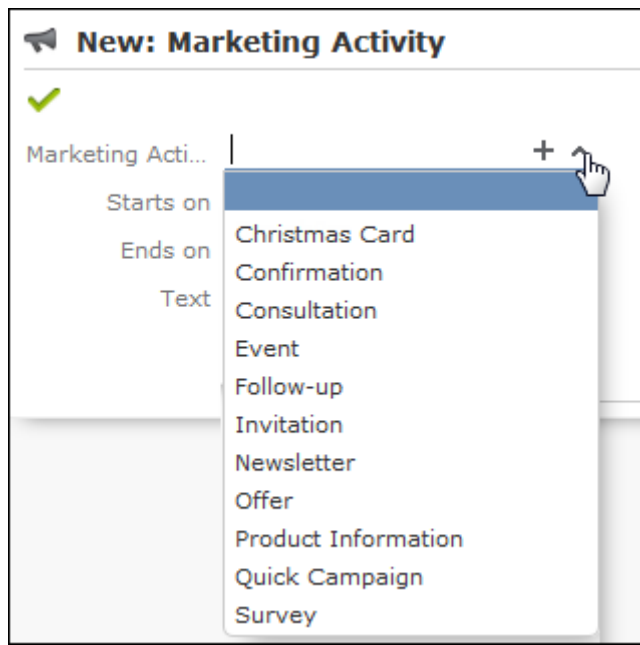 New: Marketing Activity
Marketing Acti...
Starts on
Ends on
Text
Christmas Card
Confirmation
Consultation
Event
Follow-up
Invitation
Newsletter
Offer
Product Information
Quick Campaign
Survey